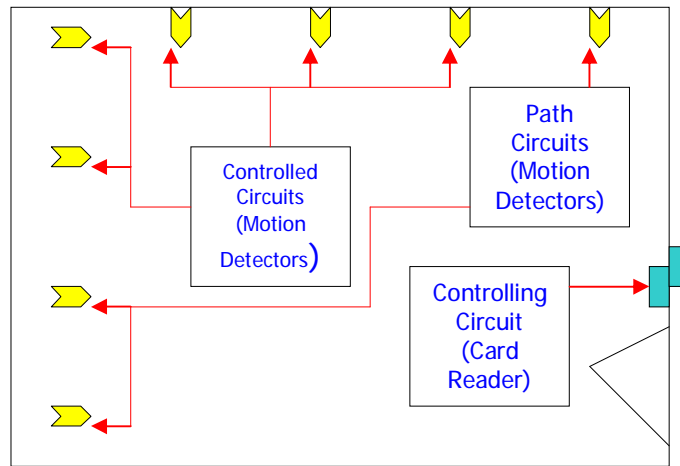 Path
Circuits
(Motion
Detectors)
Controlled
Circuits
(Motion
Detectors)
Controlling
Circuit
(Card
Reader)